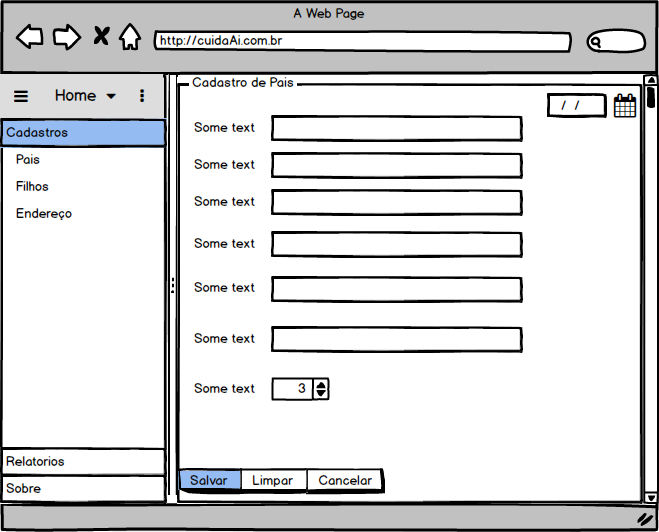 A Web Page
http://cuidaAi.com.br
Home
Cadastros
Pais
Filhos
Endereço
Relatorios
Sobre
Cadastro de Pais
/ /
Some text
Some text
Some text
Some text
Some text
Some text
Some text
3
Salvar
Limpar
Cancelar